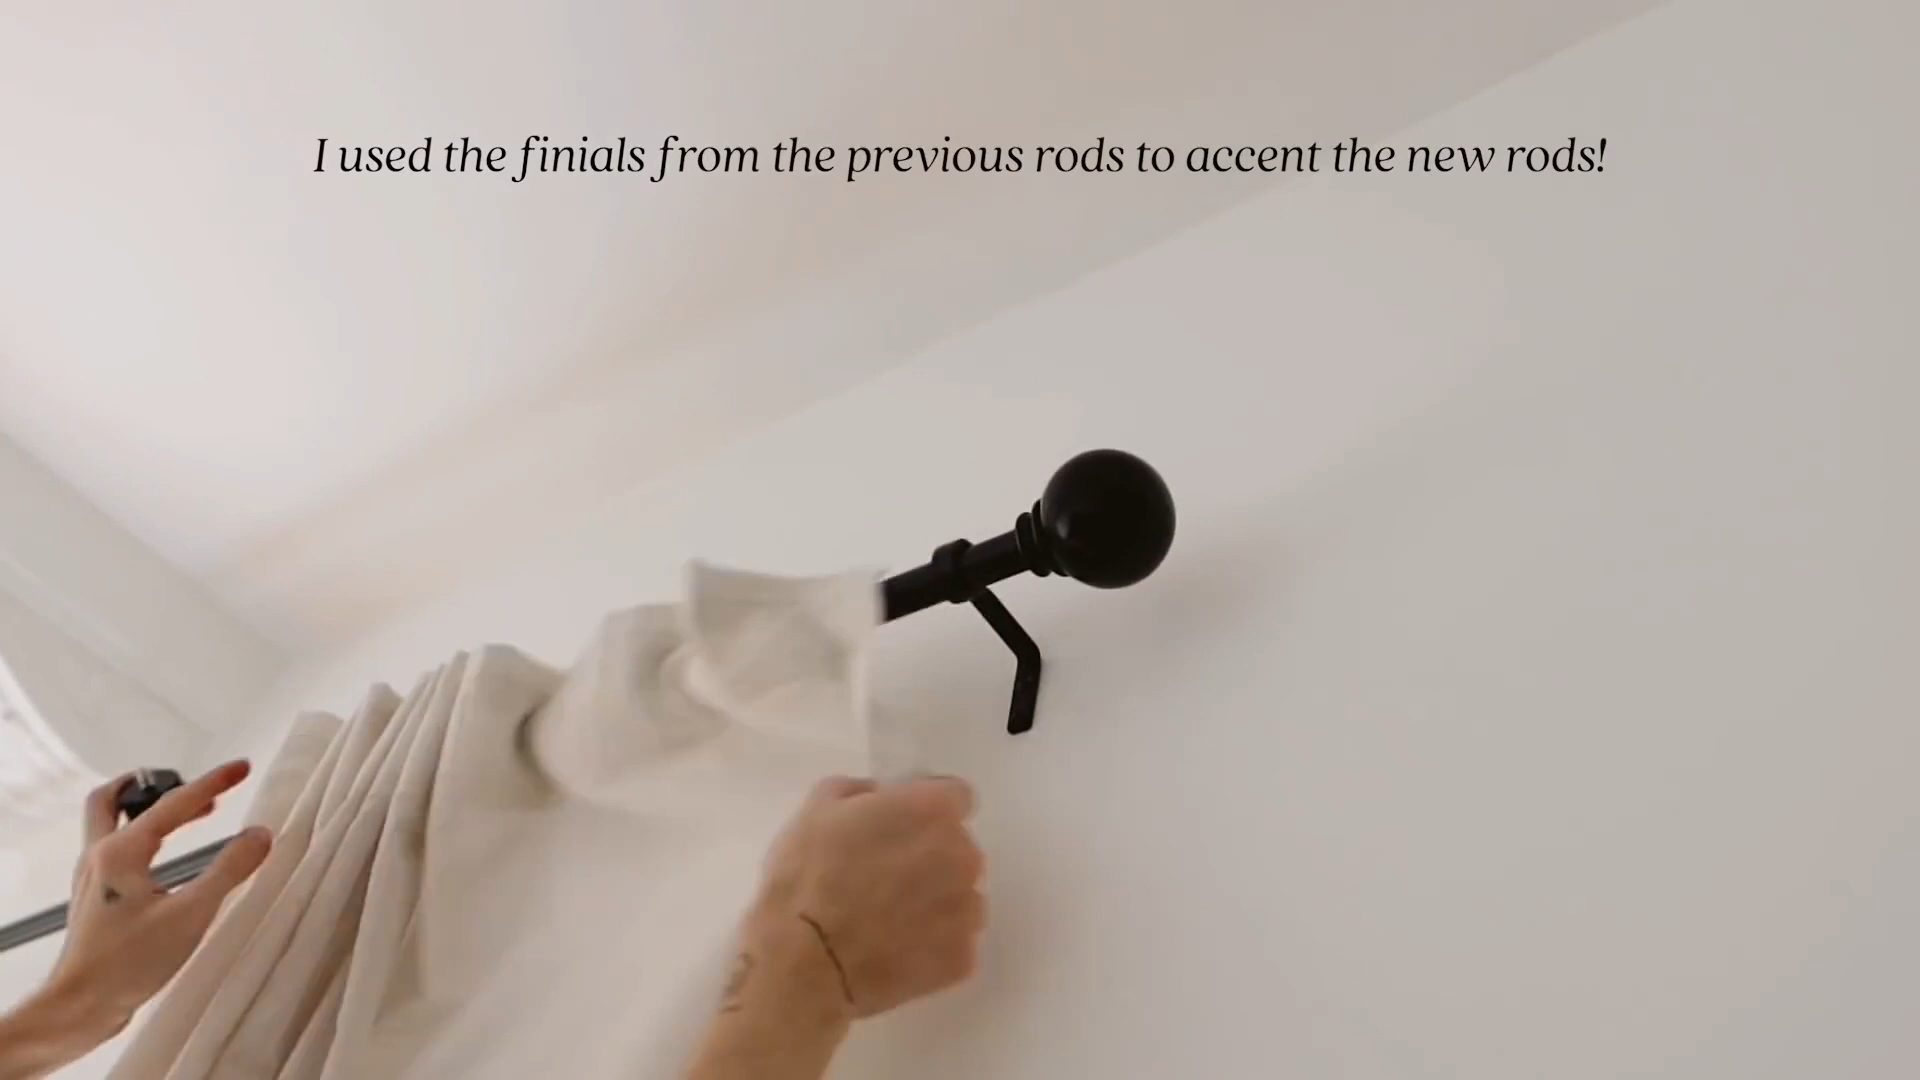 I used the finials from the previous rods to accent the new rods!